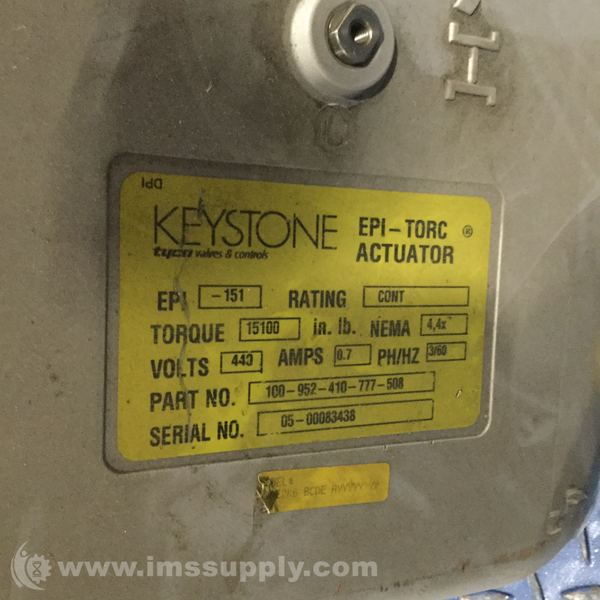 H
DPI
KEYSTONE
tyco valves & controls
EPI-TORC ®
ACTUATOR
EPI -151 RATING CONT
TORQUE 15100 in. lb. NEMA 4,4x
VOLTS 440 AMPS 0.7 PH/HZ 3/60
PART NO. 100-952-410-777-508
SERIAL NO. 05-00083438
BCDE
www.imssupply.com